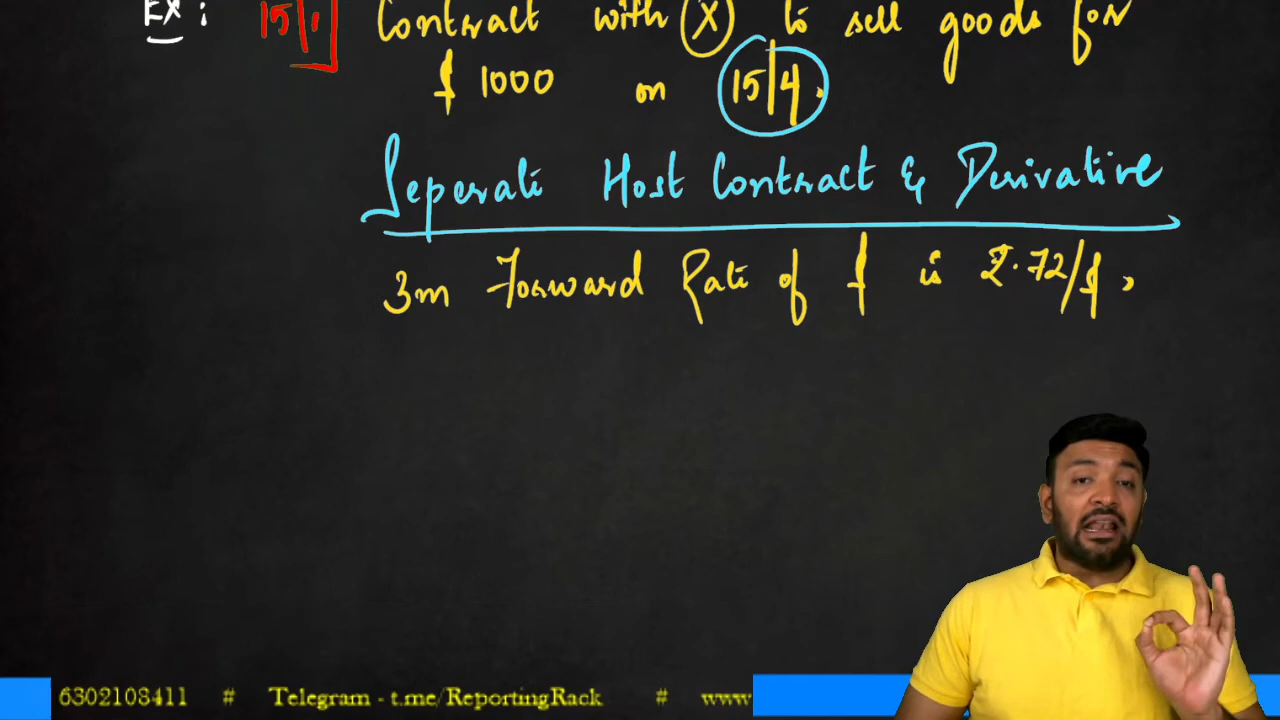 Ex : 15/1 Contract with X to sell goods for
$ 1000 on 15/4.
Seperate Host Contract & Derivative
3m Forward Rate of $ is ₹.72/$,
6302108411 # Telegram - t.me/ReportingRack # www